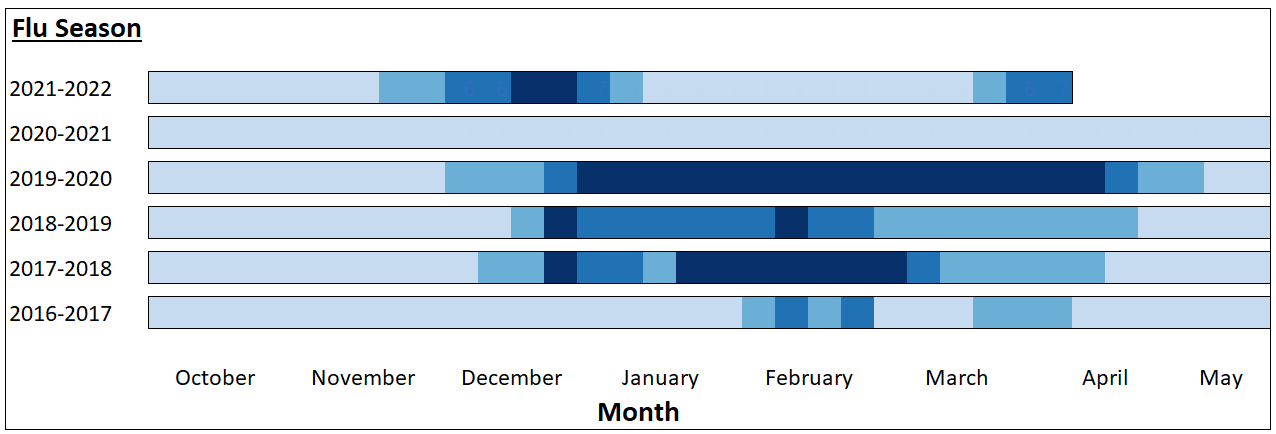 Flu Season
2021-2022
2020-2021
2019-2020
2018-2019
2017-2018
2016-2017
October November December January February March April May
Month